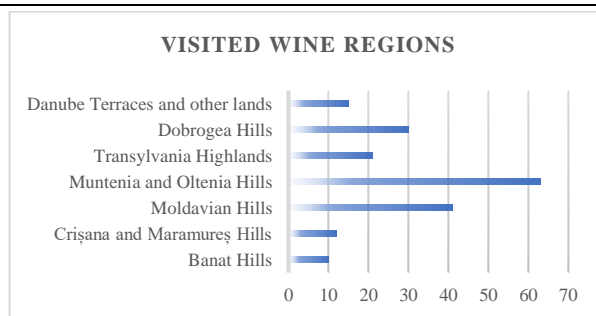 VISITED WINE REGIONS
Danube Terraces and other lands
Dobrogea Hills
Transylvania Highlands
Muntenia and Oltenia Hills
Moldavian Hills
Crișana and Maramureș Hills
Banat Hills
0 10 20 30 40 50 60 70